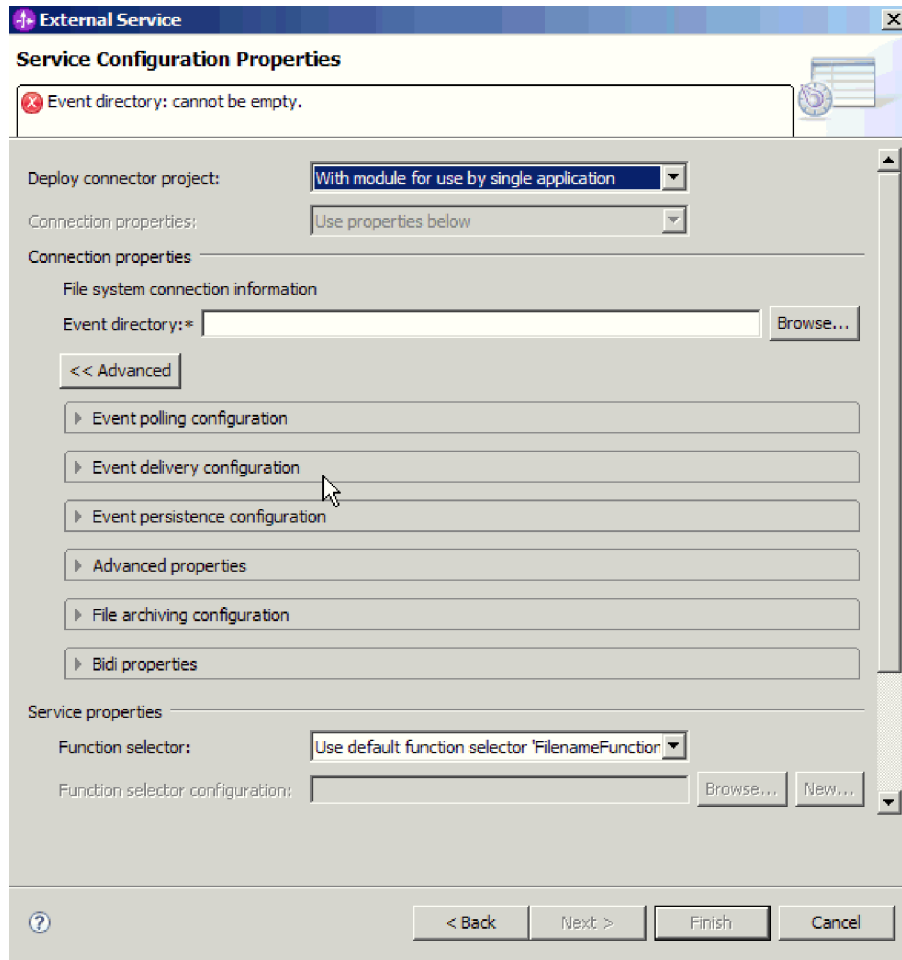 External Service
Service Configuration Properties
Event directory: cannot be empty.
Deploy connector project: With module for use by single application
Connection properties: Use properties below
Connection properties
File system connection information
Event directory:* Browse...
<< Advanced
Event polling configuration
Event delivery configuration
Event persistence configuration
Advanced properties
File archiving configuration
Bidi properties
Service properties
Function selector: Use default function selector 'FilenameFunction
Function selector configuration: Browse... New...
? < Back Next > Finish Cancel